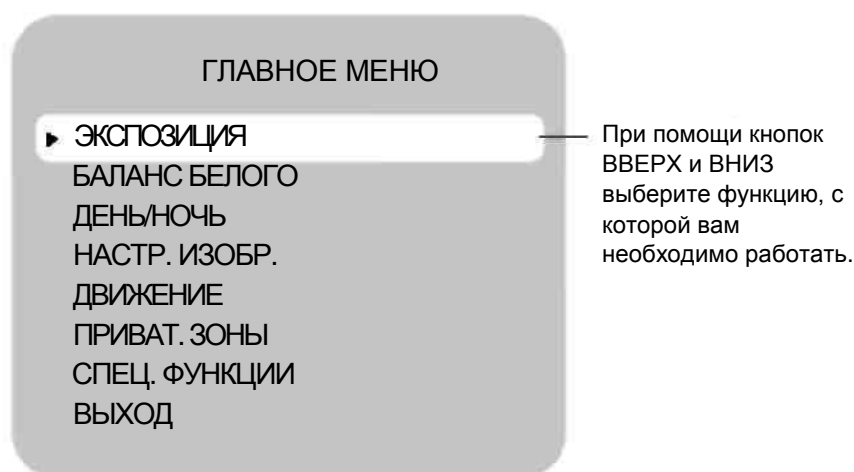 ГЛАВНОЕ МЕНЮ
ЭКСПОЗИЦИЯ
БАЛАНС БЕЛОГО
ДЕНЬ/НОЧЬ
НАСТР. ИЗОБР.
ДВИЖЕНИЕ
ПРИВАТ. ЗОНЫ
СПЕЦ. ФУНКЦИИ
ВЫХОД
При помощи кнопок
ВВЕРХ и ВНИЗ
выберите функцию, с
которой вам
необходимо работать.